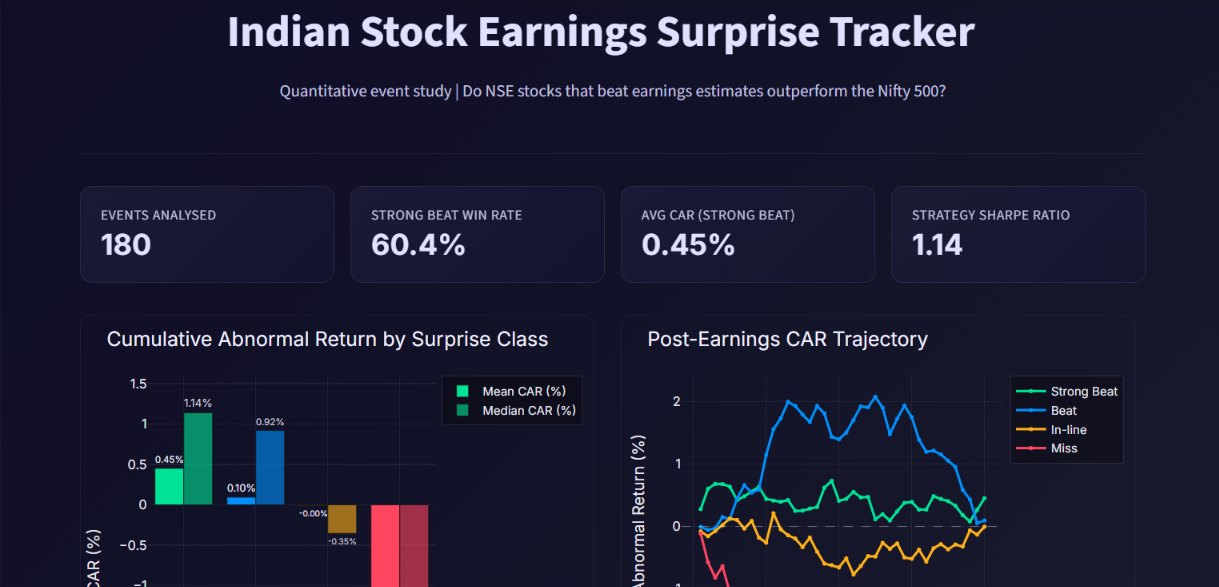 Indian Stock Earnings Surprise Tracker
Quantitative event study | Do NSE stocks that beat earnings estimates outperform the Nifty 500?
EVENTS ANALYSED
180
STRONG BEAT WIN RATE
60.4%
AVG CAR (STRONG BEAT)
0.45%
STRATEGY SHARPE RATIO
1.14
Cumulative Abnormal Return by Surprise Class
Mean CAR (%)
Median CAR (%)
1.5
1
0.5
0
−0.5
−1
CAR (%)
0.45%
1.14%
0.10%
0.92%
-0.00%
-0.35%
Post-Earnings CAR Trajectory
Strong Beat
Beat
In-line
Miss
2
1
0
Abnormal Return (%)